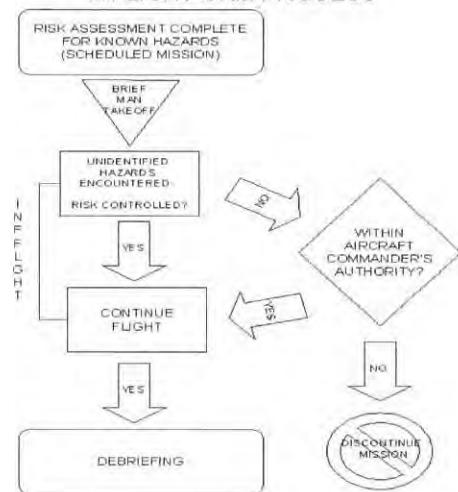 RISK ASSESSMENT COMPLETE
FOR KNOWN HAZARDS
(SCHEDULED MISSION)
BRIEF
MAN
TAKEOFF
UNIDENTIFIED
HAZARDS
ENCOUNTERED
RISK CONTROLLED?
NO
WITHIN
AIRCRAFT
COMMANDER'S
AUTHORITY?
INFFLGHT
YES
CONTINUE
FLIGHT
YES
NO
YES
DISCONTINUE
MISSION
DEBRIEFING